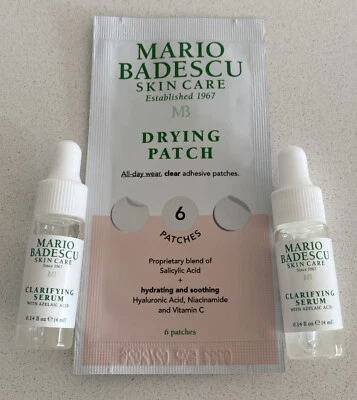 MARIO
BADESCU
SKIN CARE
Established 1967
MB
DRYING
PATCH
All-day wear, clear adhesive patches.
6
PATCHES
Proprietary blend of
Salicylic Acid
+
hydrating and soothing
Hyaluronic Acid, Niacinamide
and Vitamin C
6 patches
MARIO
BADESCU
SKIN CARE
Since 1967
MB
CLARIFYING
SERUM
WITH AZELAIC ACID
0.14 fl oz ℮ (4 ml)
MARIO
BADESCU
SKIN CARE
Since 1967
MB
CLARIFYING
SERUM
WITH AZELAIC ACID
0.14 fl oz ℮ (4 ml)